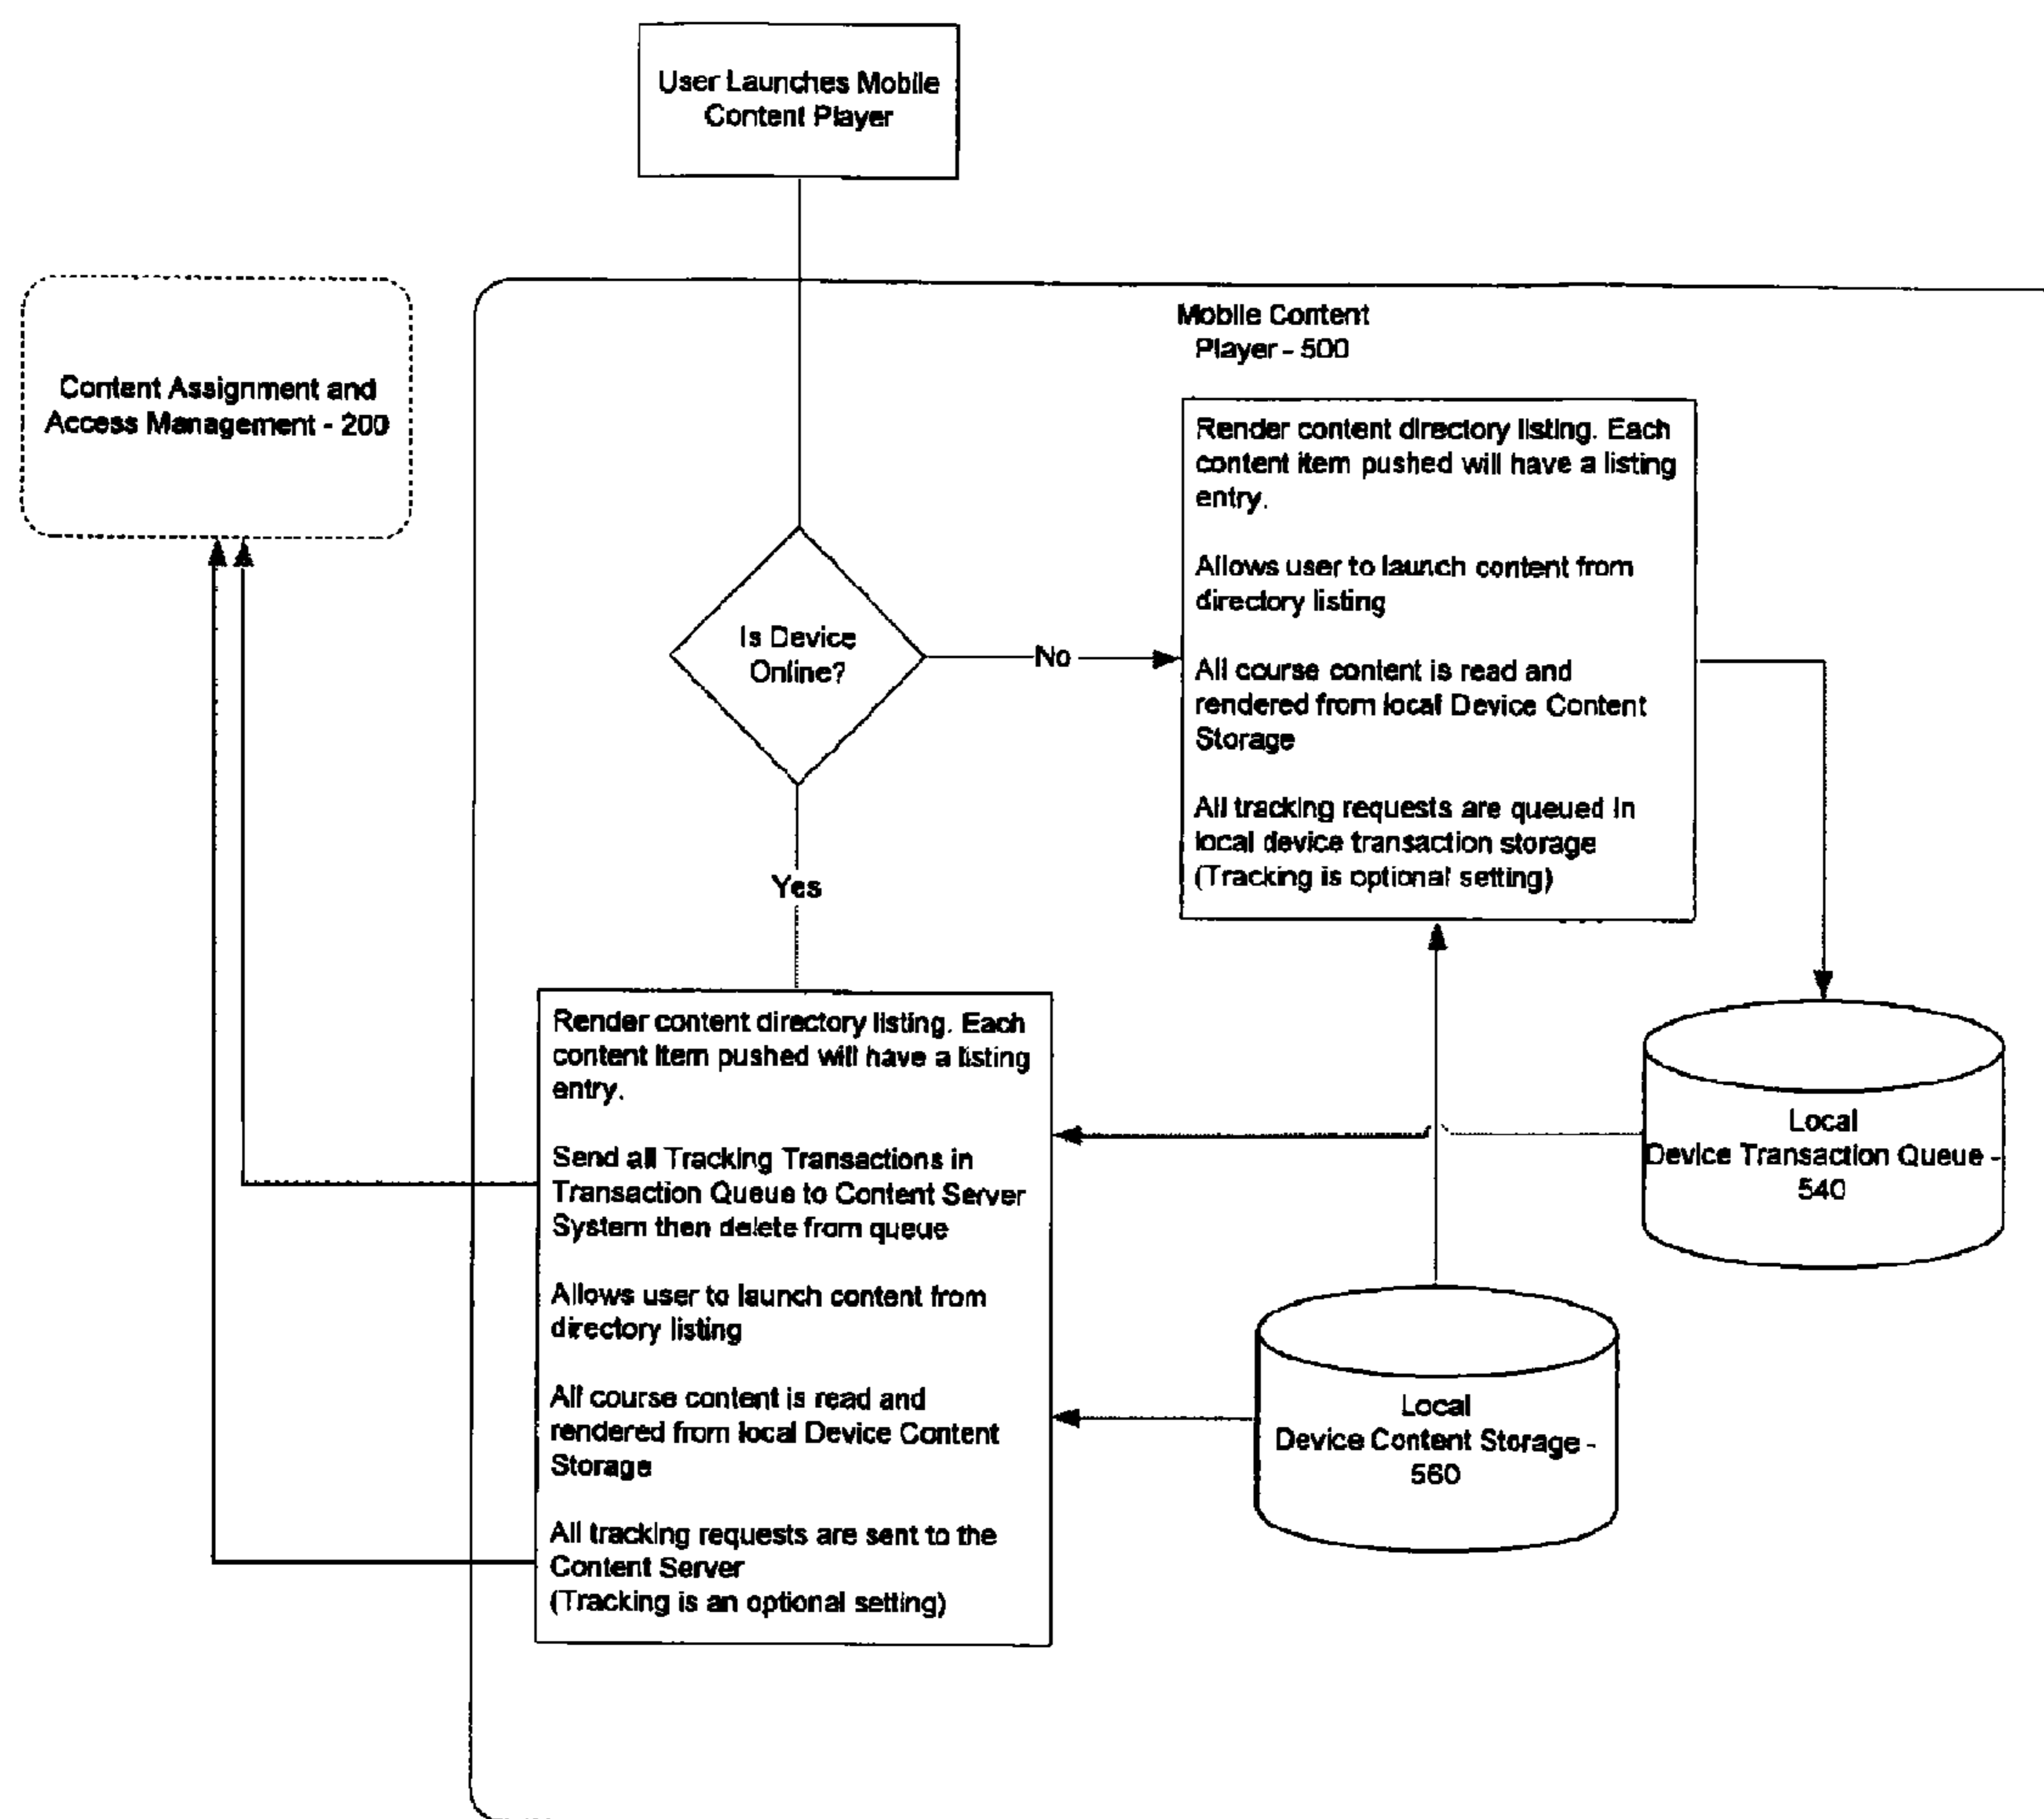 User Launches Mobile
Content Player
Content Assignment and
Access Management - 200
Mobile Content
Player - 500
Is Device
Online?
No
Yes
Render content directory listing. Each
content item pushed will have a listing
entry.
Allows user to launch content from
directory listing
All course content is read and
rendered from local Device Content
Storage
All tracking requests are queued in
local device transaction storage
(Tracking is optional setting)
Render content directory listing. Each
content item pushed will have a listing
entry.
Send all Tracking Transactions in
Transaction Queue to Content Server
System then delete from queue
Allows user to launch content from
directory listing
All course content is read and
rendered from local Device Content
Storage
All tracking requests are sent to the
Content Server
(Tracking is an optional setting)
Local
Device Transaction Queue -
540
Local
Device Content Storage -
560